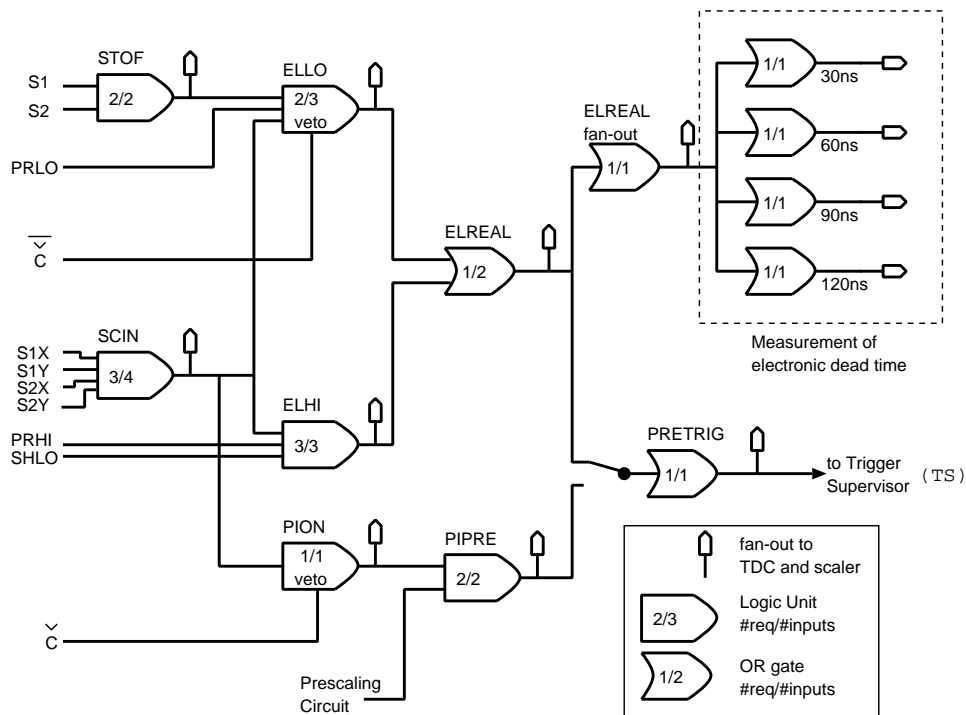 STOF
S1
S2
2/2
PRLO
ELLO
2/3
veto
C̅̌
SCIN
S1X
S1Y
S2X
S2Y
3/4
PRHI
SHLO
ELHI
3/3
PION
1/1
veto
Č
PIPRE
2/2
Prescaling
Circuit
ELREAL
1/2
ELREAL
fan-out
1/1
1/1
30ns
1/1
60ns
1/1
90ns
1/1
120ns
Measurement of
electronic dead time
PRETRIG
1/1
to Trigger
Supervisor (TS)
fan-out to
TDC and scaler
2/3
Logic Unit
#req/#inputs
1/2
OR gate
#req/#inputs